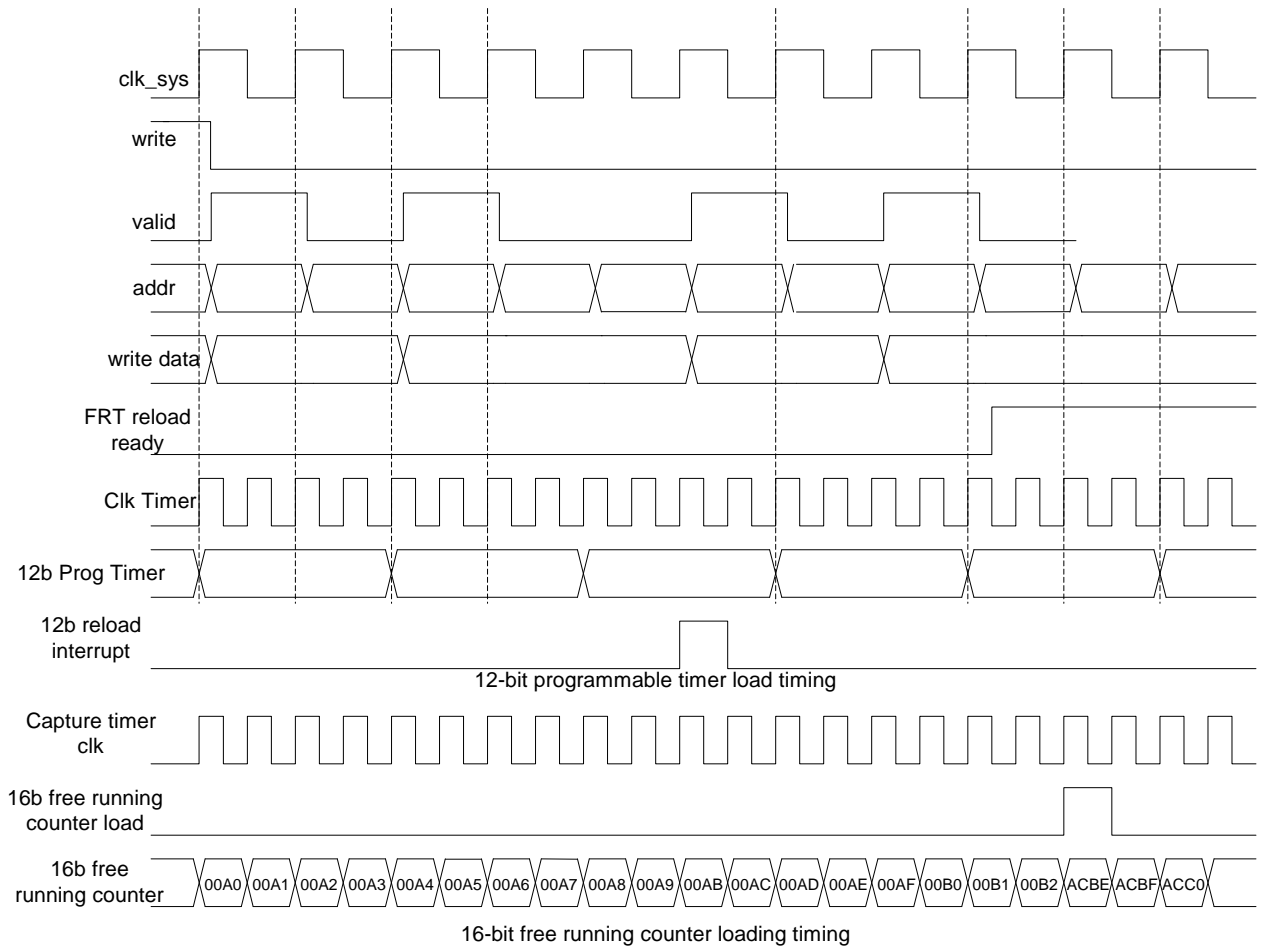 clk_sys
write
valid
addr
write data
FRT reload
ready
Clk Timer
12b Prog Timer
12b reload
interrupt
12-bit programmable timer load timing
Capture timer
clk
16b free running
counter load
16b free
running counter
00A0 00A1 00A2 00A3 00A4 00A5 00A6 00A7 00A8 00A9 00AB 00AC 00AD 00AE 00AF 00B0 00B1 00B2 ACBE ACBF ACC0
16-bit free running counter loading timing